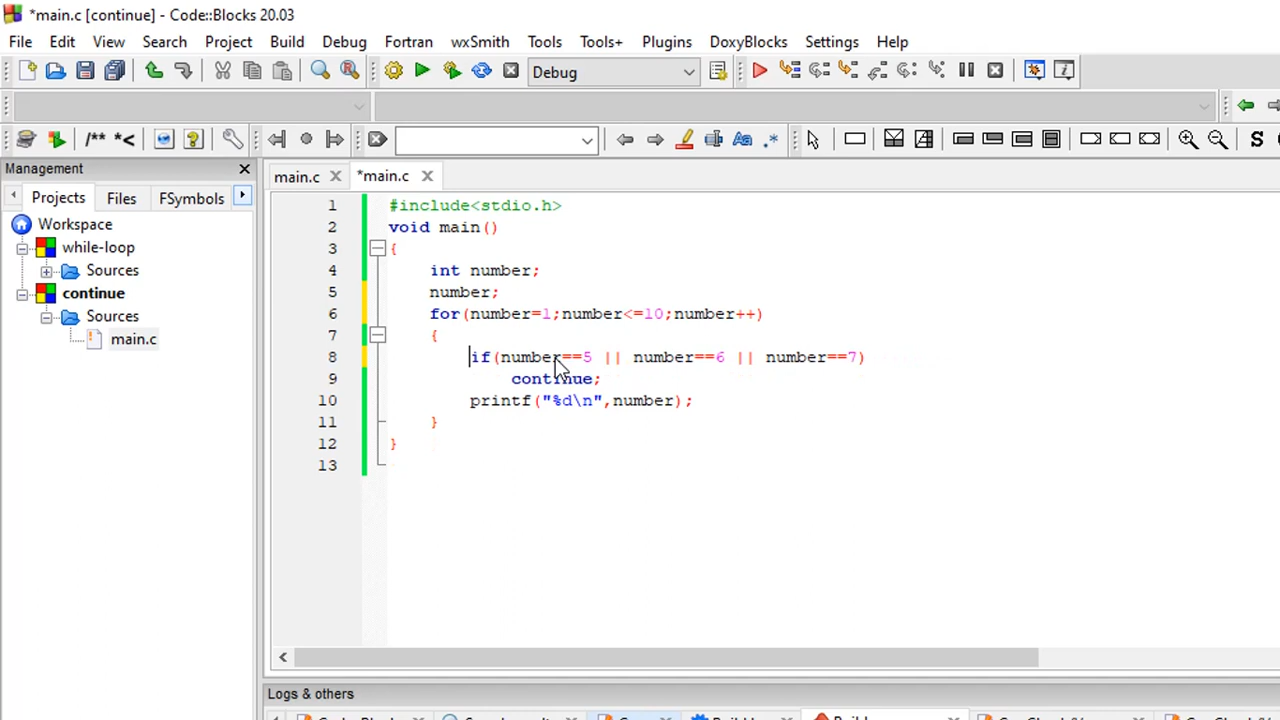 *main.c [continue] - Code::Blocks 20.03
File Edit View Search Project Build Debug Fortran wxSmith Tools Tools+ Plugins DoxyBlocks Settings Help
Debug
/** *< Aa .* S
Management
Projects Files FSymbols
main.c *main.c
Workspace
while-loop
Sources
continue
Sources
main.c
1 #include<stdio.h>
2 void main()
3 {
4 int number;
5 number;
6 for(number=1;number<=10;number++)
7 {
8 if(number==5 || number==6 || number==7)
9 continue;
10 printf("%d\n",number);
11 }
12 }
13
Logs & others